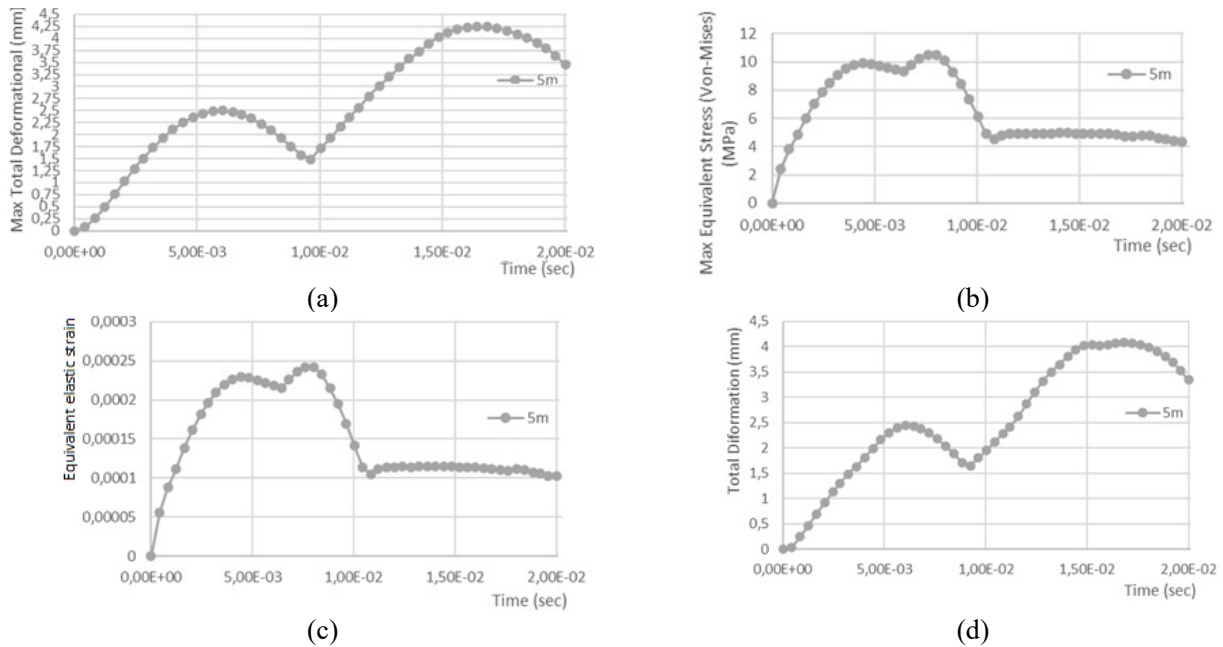 Max Total Deformational (mm)
4,25
3,75
3,25
2,75
2,25
1,75
1,25
0,75
0,25
4
3,5
3
2,5
2
1,5
1
0,5
0
5m
0,00E+00 5,00E-03 1,00E-02 1,50E-02 2,00E-02
Time (sec)
(a)
Max Equivalent Stress (Von-Mises)
(MPa)
12
10
8
6
4
2
0
5m
0,00E+00 5,00E-03 1,00E-02 1,50E-02 2,00E-02
Time (sec)
(b)
Equivalent elastic strain
0,0003
0,00025
0,0002
0,00015
0,0001
0,00005
0
5m
0,00E+00 5,00E-03 1,00E-02 1,50E-02 2,00E-02
Time (sec)
(c)
Total Diformation (mm)
4,5
4
3,5
3
2,5
2
1,5
1
0,5
0
5m
0,00E+00 5,00E-03 1,00E-02 1,50E-02 2,00E-02
Time (sec)
(d)